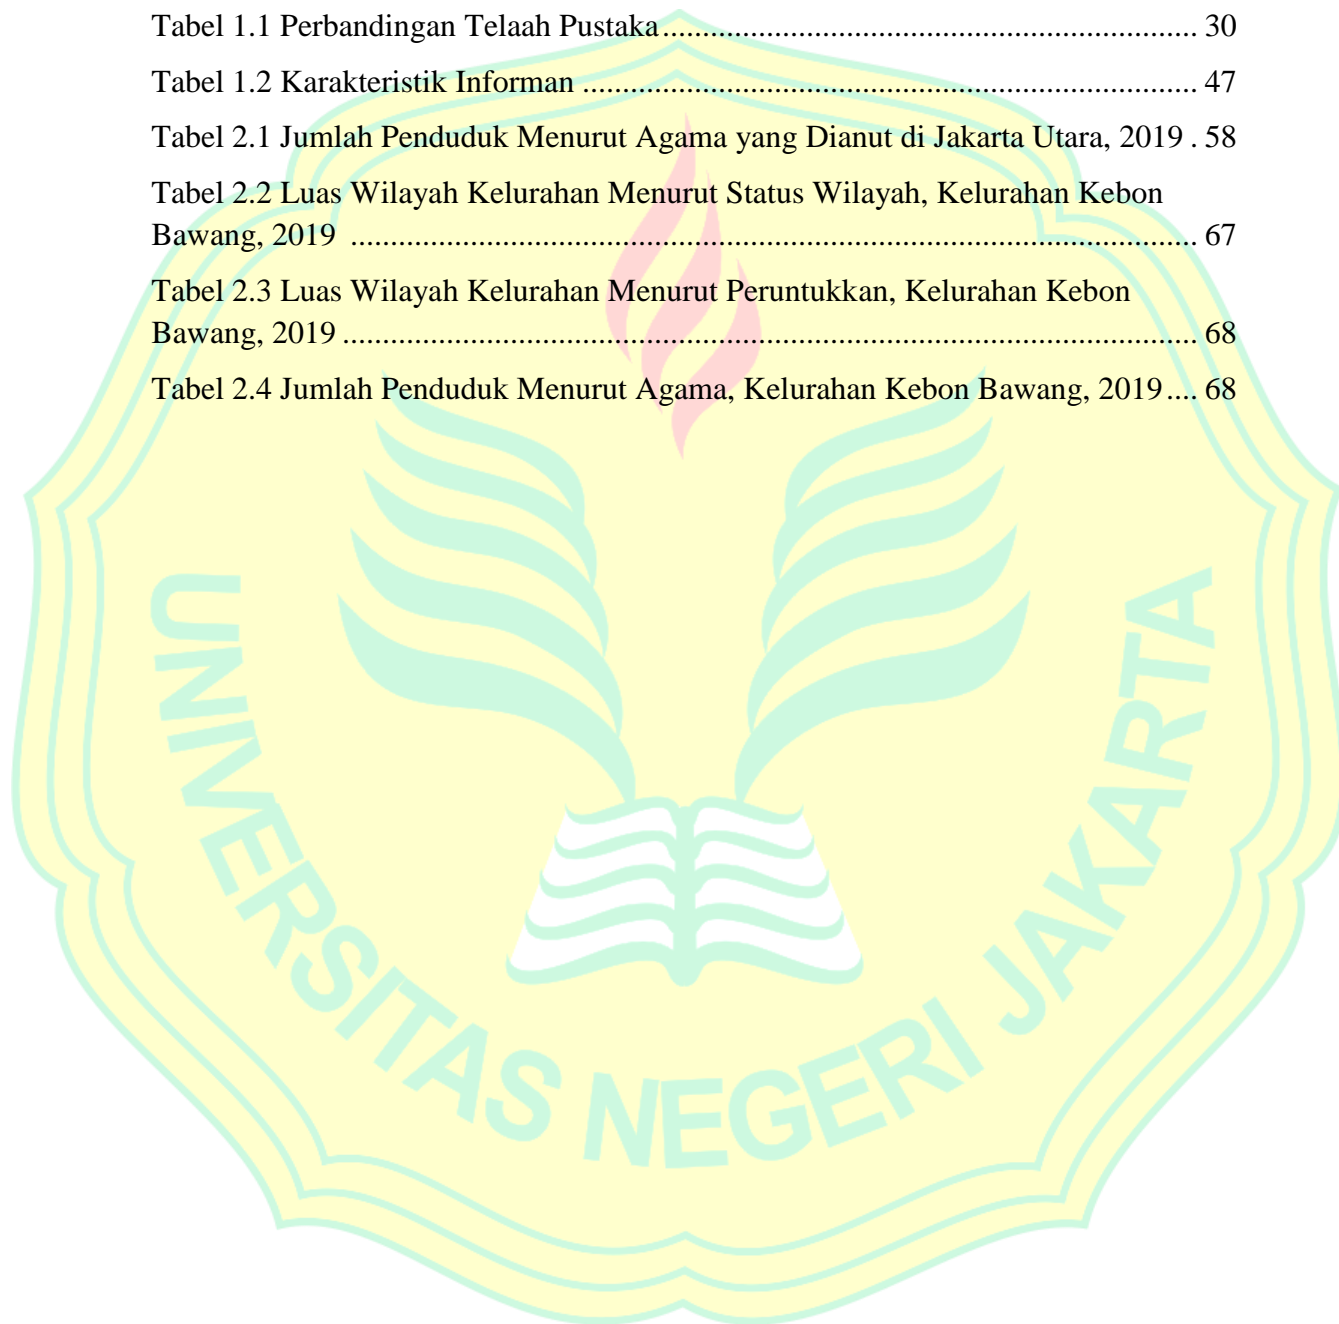 Tabel 1.1 Perbandingan Telaah Pustaka.................................................................... 30
Tabel 1.2 Karakteristik Informan .............................................................................. 47
Tabel 2.1 Jumlah Penduduk Menurut Agama yang Dianut di Jakarta Utara, 2019 . 58
Tabel 2.2 Luas Wilayah Kelurahan Menurut Status Wilayah, Kelurahan Kebon
Bawang, 2019 ........................................................................................................... 67
Tabel 2.3 Luas Wilayah Kelurahan Menurut Peruntukkan, Kelurahan Kebon
Bawang, 2019 ............................................................................................................ 68
Tabel 2.4 Jumlah Penduduk Menurut Agama, Kelurahan Kebon Bawang, 2019.... 68
UNIVERSITAS NEGERI JAKARTA